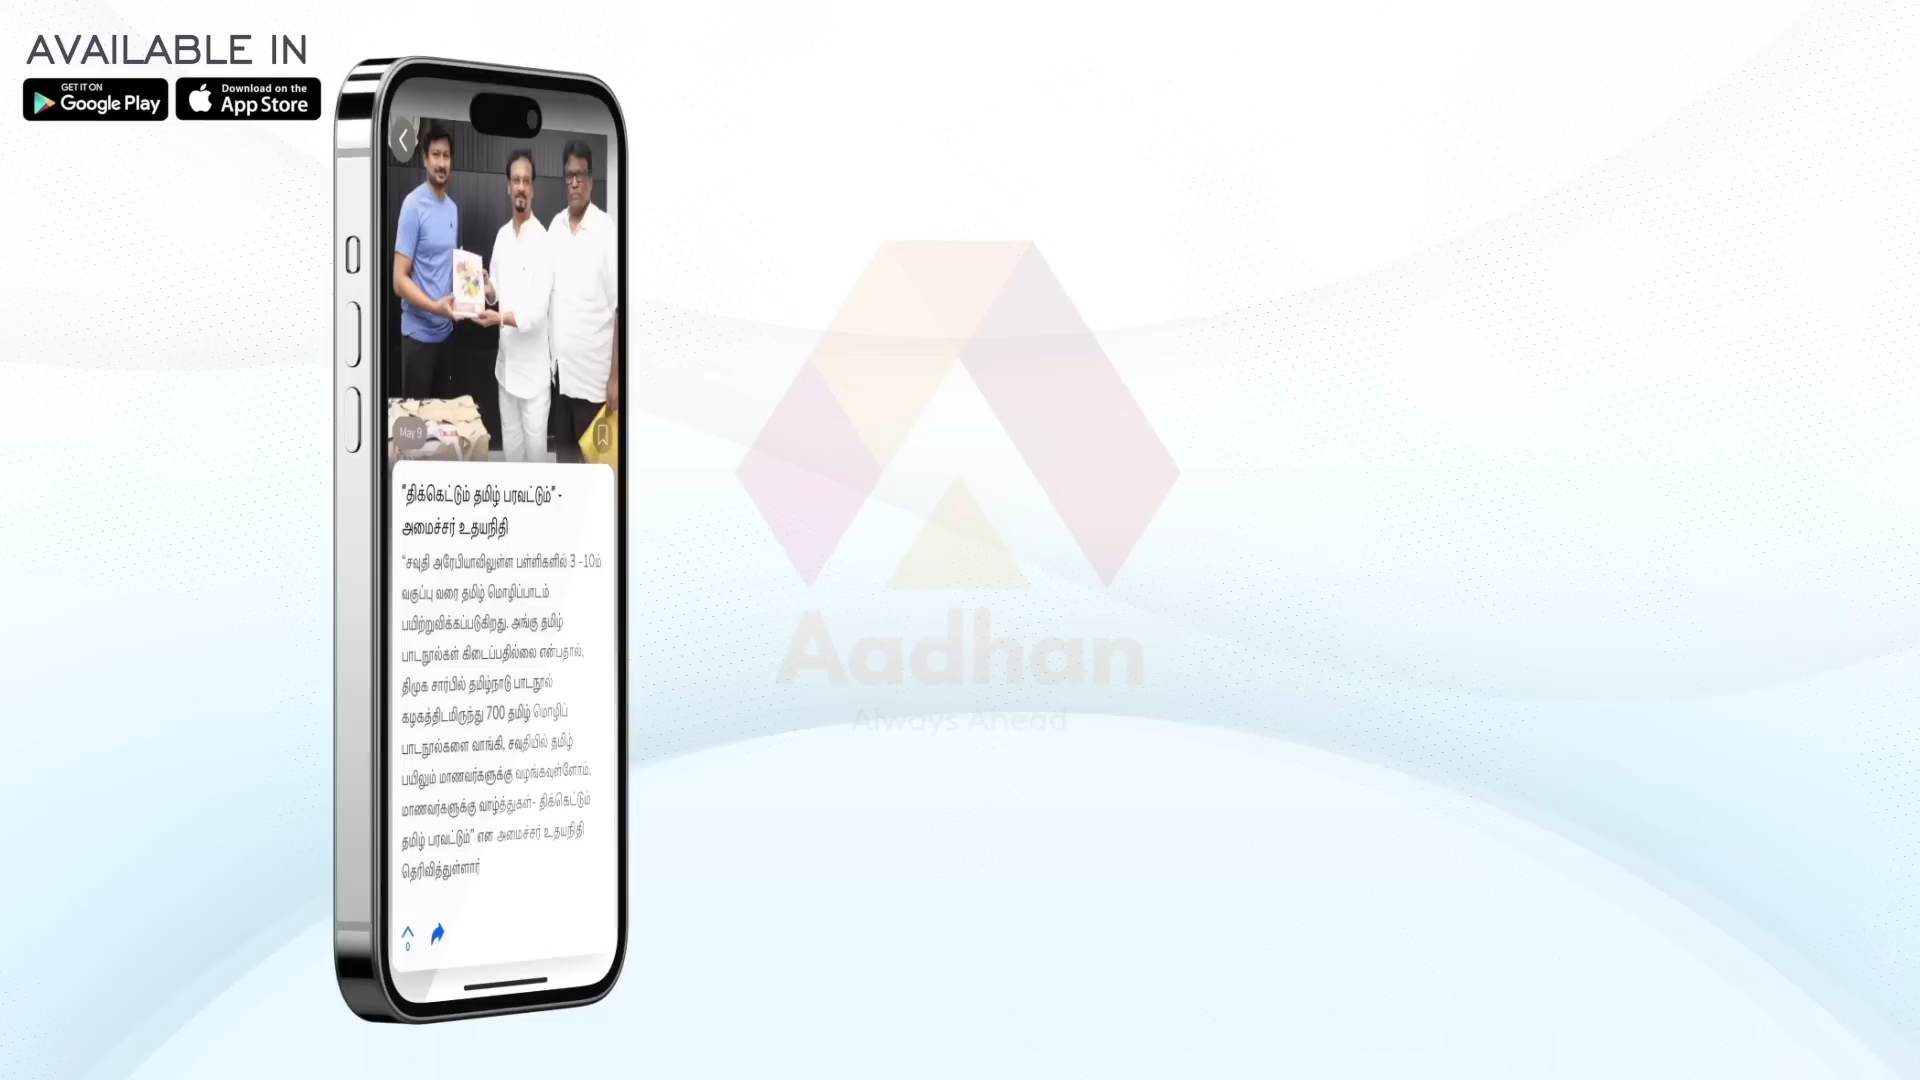 AVAILABLE IN
GET IT ON
Google Play
Download on the
App Store
May 9
"திக்கெட்டும் தமிழ் பரவட்டும்" -
அமைச்சர் உதயநிதி
"சவுதி அரேபியாவிலுள்ள பள்ளிகளில் 3 -10ம்
வகுப்பு வரை தமிழ் மொழிப்பாடம்
பயிற்றுவிக்கப்படுகிறது. அங்கு தமிழ்
பாடநூல்கள் கிடைப்பதில்லை என்பதால்,
திமுக சார்பில் தமிழ்நாடு பாடநூல்
கழகத்திடமிருந்து 700 தமிழ் மொழிப்
பாடநூல்களை வாங்கி, சவுதியில் தமிழ்
பயிலும் மாணவர்களுக்கு வழங்கவுள்ளோம்.
மாணவர்களுக்கு வாழ்த்துகள்- திக்கெட்டும்
தமிழ் பரவட்டும்" என அமைச்சர் உதயநிதி
தெரிவித்துள்ளார்
0
Aadhan
Always Ahead